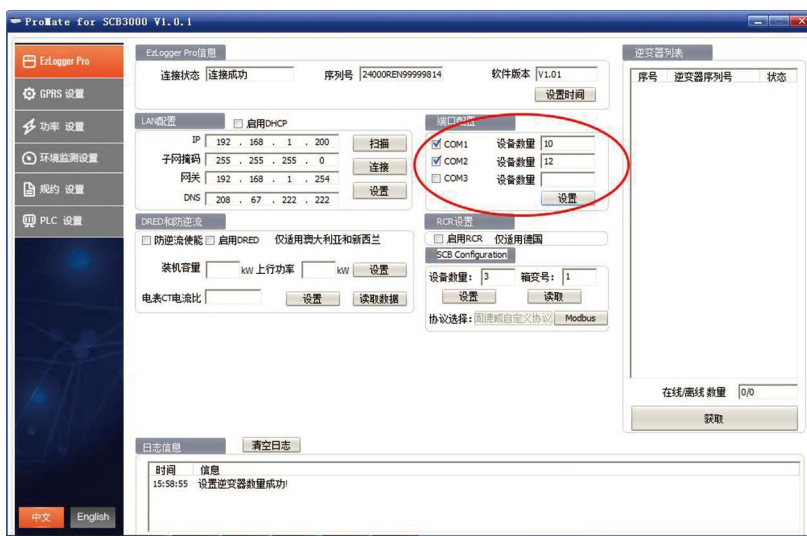 ProMate for SCB3000 V1.0.1
EzLogger Pro
GPRS 设置
功率 设置
环境监测设置
规约 设置
PLC 设置
中文 English
EzLogger Pro信息
连接状态 连接成功 序列号 24000REN99999814 软件版本 V1.01
设置时间
LAN配置 启用DHCP
IP 192 . 168 . 1 . 200 扫描
子网掩码 255 . 255 . 255 . 0 连接
网关 192 . 168 . 1 . 254
DNS 208 . 67 . 222 . 222 设置
端口配置
COM1 设备数量 10
COM2 设备数量 12
COM3 设备数量
设置
DRED和防逆流
防逆流使能 启用DRED 仅适用澳大利亚和新西兰
装机容量 kW 上行功率 kW 设置
电表CT电流比 设置 读取数据
RCR设置
启用RCR 仅适用德国
SCB Configuration
设备数量: 3 箱变号: 1
设置 读取
协议选择: 固德威自定义协议 Modbus
逆变器列表
序号 逆变器序列号 状态
在线/离线 数量 0/0
获取
日志信息 清空日志
时间 信息
15:58:55 设置逆变器数量成功!